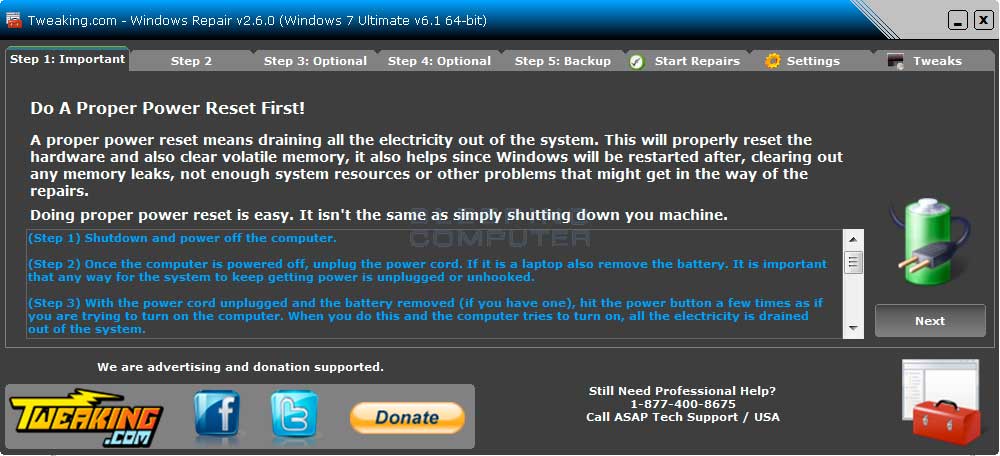 Tweaking.com - Windows Repair v2.6.0 (Windows 7 Ultimate v6.1 64-bit)
Step 1: Important
Step 2
Step 3: Optional
Step 4: Optional
Step 5: Backup
Start Repairs
Settings
Tweaks
Do A Proper Power Reset First!
A proper power reset means draining all the electricity out of the system. This will properly reset the
hardware and also clear volatile memory, it also helps since Windows will be restarted after, clearing out
any memory leaks, not enough system resources or other problems that might get in the way of the
repairs.
Doing proper power reset is easy. It isn't the same as simply shutting down you machine.
BLEEPING
COMPUTER
(Step 1) Shutdown and power off the computer.
(Step 2) Once the computer is powered off, unplug the power cord. If it is a laptop also remove the battery. It is important
that any way for the system to keep getting power is unplugged or unhooked.
(Step 3) With the power cord unplugged and the battery removed (if you have one), hit the power button a few times as if
you are trying to turn on the computer. When you do this and the computer tries to turn on, all the electricity is drained
out of the system.
Next
We are advertising and donation supported.
TWEAKING
.COM
f
t
Donate
Still Need Professional Help?
1-877-400-8675
Call ASAP Tech Support / USA